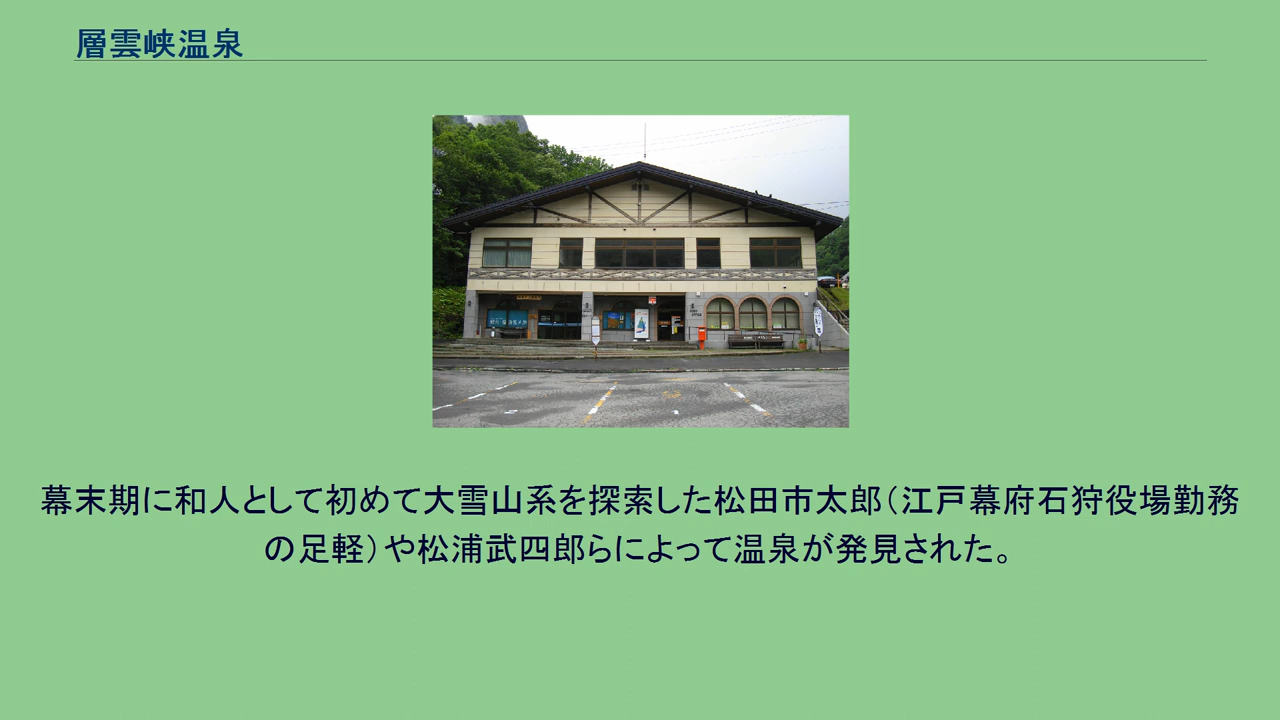 層雲峡温泉
幕末期に和人として初めて大雪山系を探索した松田市太郎（江戸幕府石狩役場勤務
の足軽）や松浦武四郎らによって温泉が発見された。